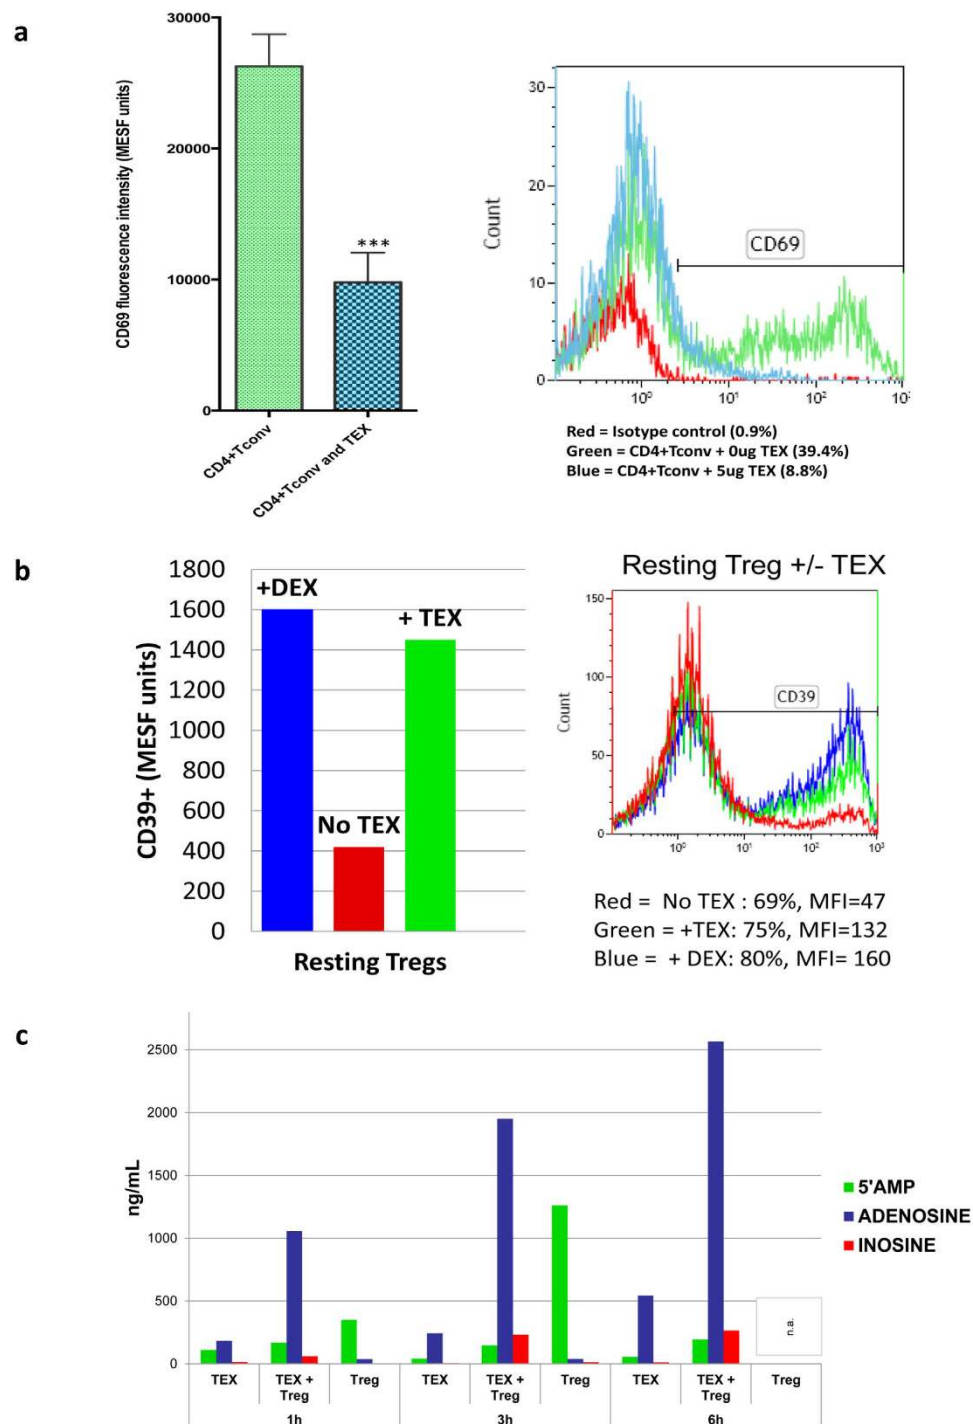 a
30000
20000
10000
0
CD69 fluorescence intensity (MESF units)
***
CD4+Tconv
CD4+Tconv and TEX
30
20
10
0
Count
CD69
10⁰
10¹
10²
Red = Isotype control (0.9%)
Green = CD4+Tconv + 0ug TEX (39.4%)
Blue = CD4+Tconv + 5ug TEX (8.8%)
b
1800
1600
1400
1200
1000
800
600
400
200
0
CD39+ (MESF units)
+DEX
No TEX
+ TEX
Resting Tregs
Resting Treg +/- TEX
150
100
50
0
Count
CD39
10⁰
10¹
10²
10³
Red = No TEX : 69%, MFI=47
Green = +TEX: 75%, MFI=132
Blue = + DEX: 80%, MFI= 160
c
2500
2000
1500
1000
500
0
ng/mL
5'AMP
ADENOSINE
INOSINE
n.a.
TEX
TEX +
Treg
Treg
TEX
TEX +
Treg
Treg
TEX
TEX +
Treg
Treg
1h
3h
6h